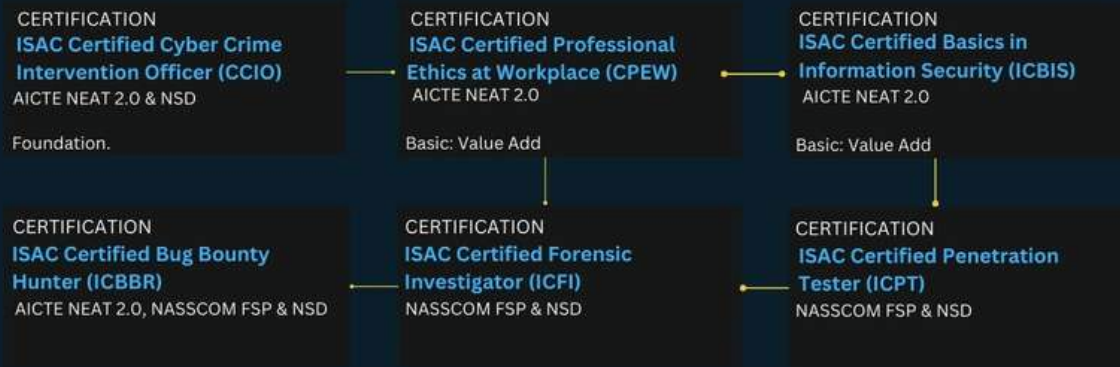 CERTIFICATION
ISAC Certified Cyber Crime
Intervention Officer (CCIO)
AICTE NEAT 2.0 & NSD
Foundation.
CERTIFICATION
ISAC Certified Professional
Ethics at Workplace (CPEW)
AICTE NEAT 2.0
Basic: Value Add
CERTIFICATION
ISAC Certified Basics in
Information Security (ICBIS)
AICTE NEAT 2.0
Basic: Value Add
CERTIFICATION
ISAC Certified Bug Bounty
Hunter (ICBBR)
AICTE NEAT 2.0, NASSCOM FSP & NSD
CERTIFICATION
ISAC Certified Forensic
Investigator (ICFI)
NASSCOM FSP & NSD
CERTIFICATION
ISAC Certified Penetration
Tester (ICPT)
NASSCOM FSP & NSD